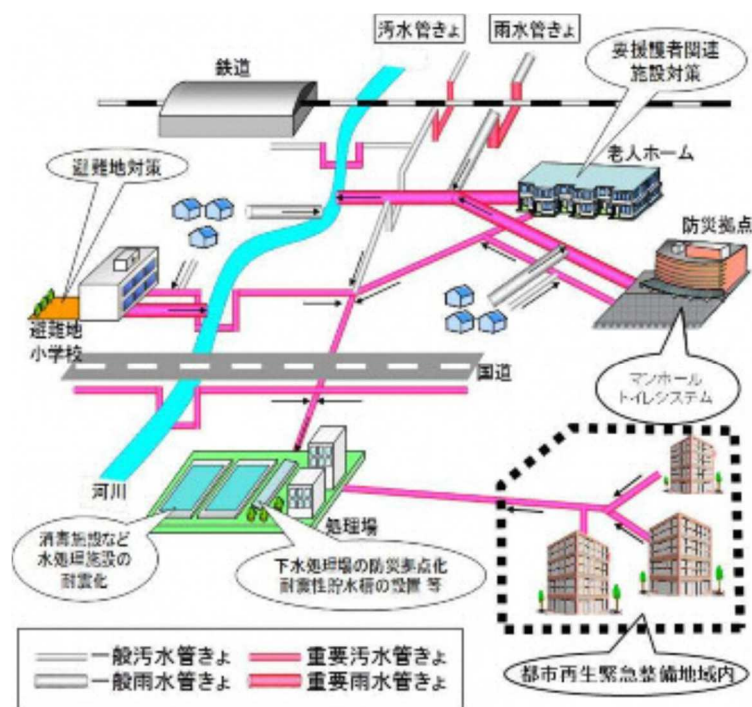 汚水管きょ
雨水管きょ
要援護者関連
施設対策
鉄道
避難地対策
老人ホーム
防災拠点
避難地
小学校
国道
マンホール
トイレシステム
河川
処理場
消毒施設など
水処理施設の
耐震化
下水処理場の防災拠点化
耐震性貯水槽の設置 等
一般汚水管きょ
重要汚水管きょ
一般雨水管きょ
重要雨水管きょ
都市再生緊急整備地域内